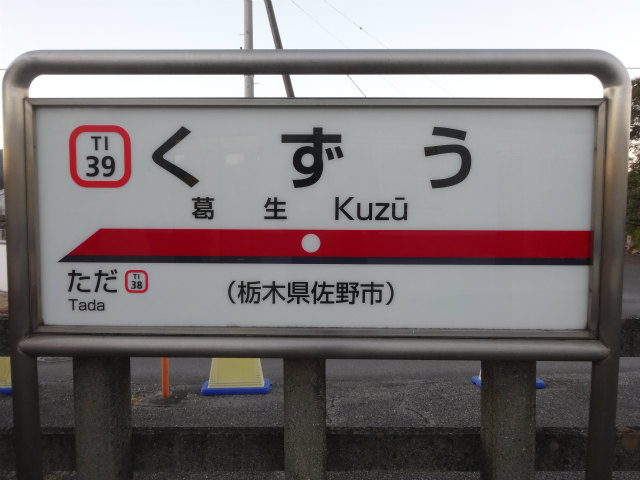 TI
39
くずう
葛生 Kuzū
ただ
TI
38
Tada
(栃木県佐野市)